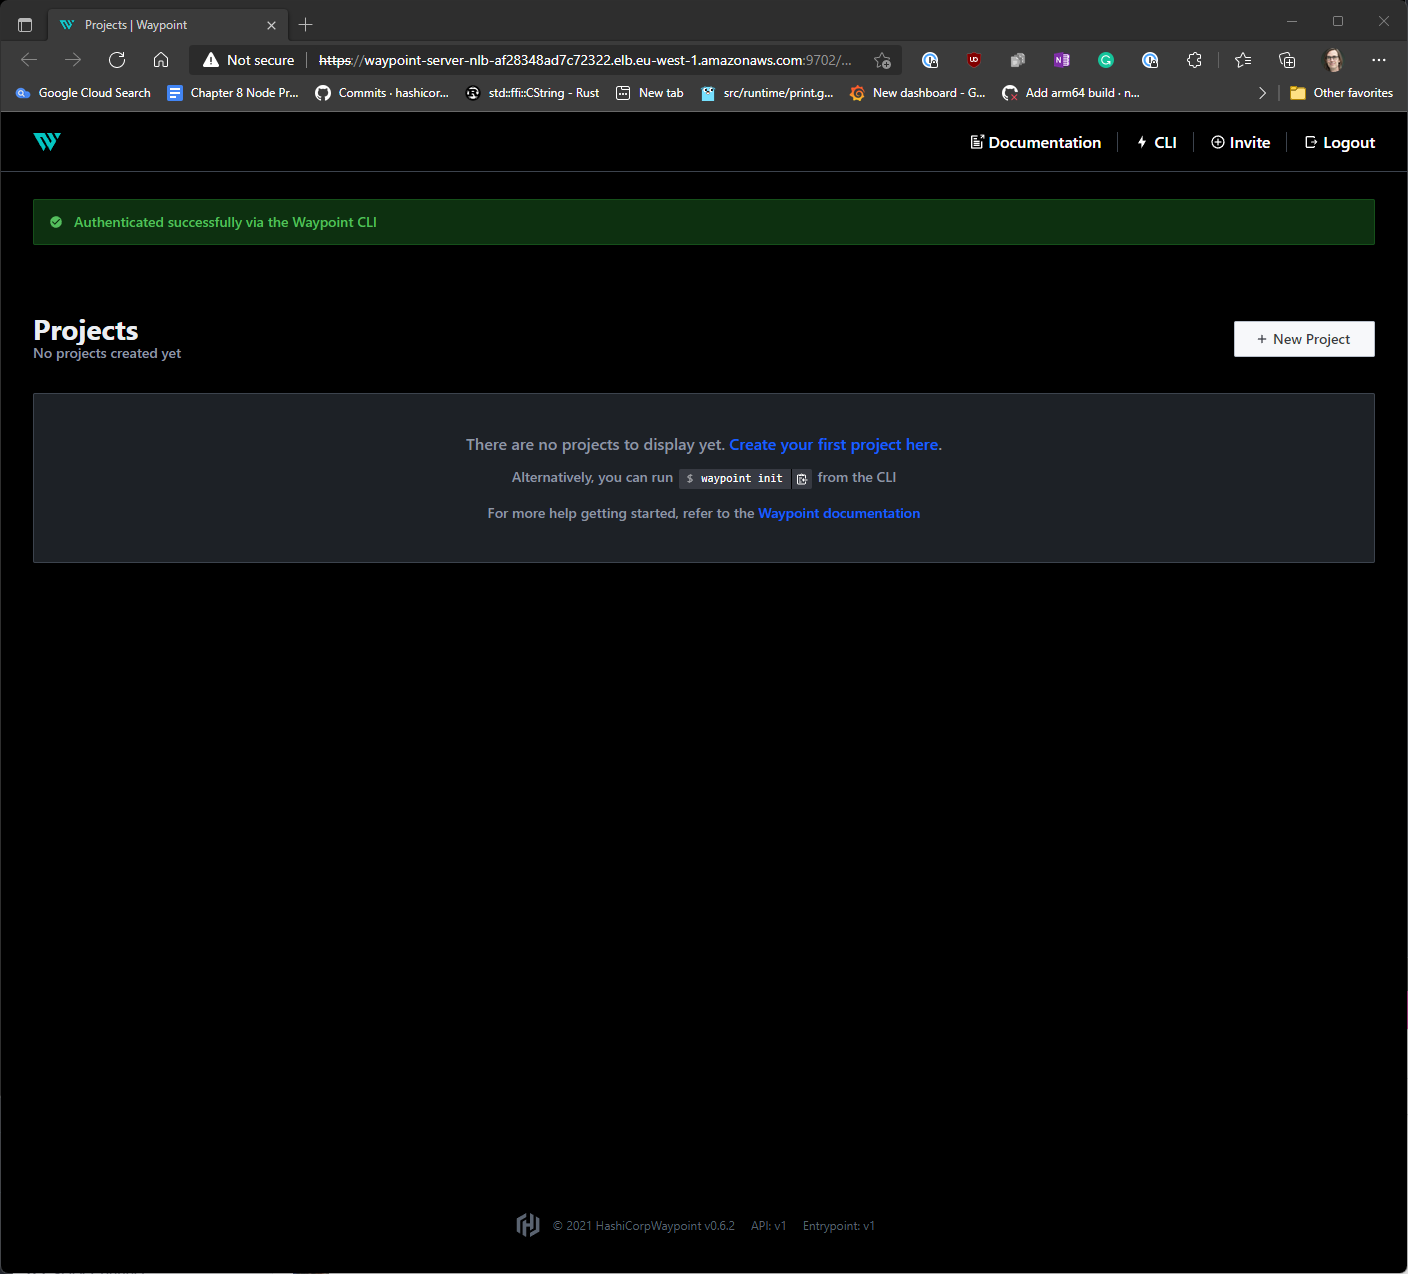 Projects | Waypoint
Not secure https://waypoint-server-nlb-af28348ad7c72322.elb.eu-west-1.amazonaws.com:9702/...
Google Cloud Search Chapter 8 Node Pr... Commits · hashicor... std::ffi::CString - Rust New tab src/runtime/print.g... New dashboard - G... Add arm64 build · n... Other favorites
Documentation CLI Invite Logout
Authenticated successfully via the Waypoint CLI
Projects
No projects created yet
+ New Project
There are no projects to display yet. Create your first project here.
Alternatively, you can run $ waypoint init from the CLI
For more help getting started, refer to the Waypoint documentation
© 2021 HashiCorpWaypoint v0.6.2 API: v1 Entrypoint: v1